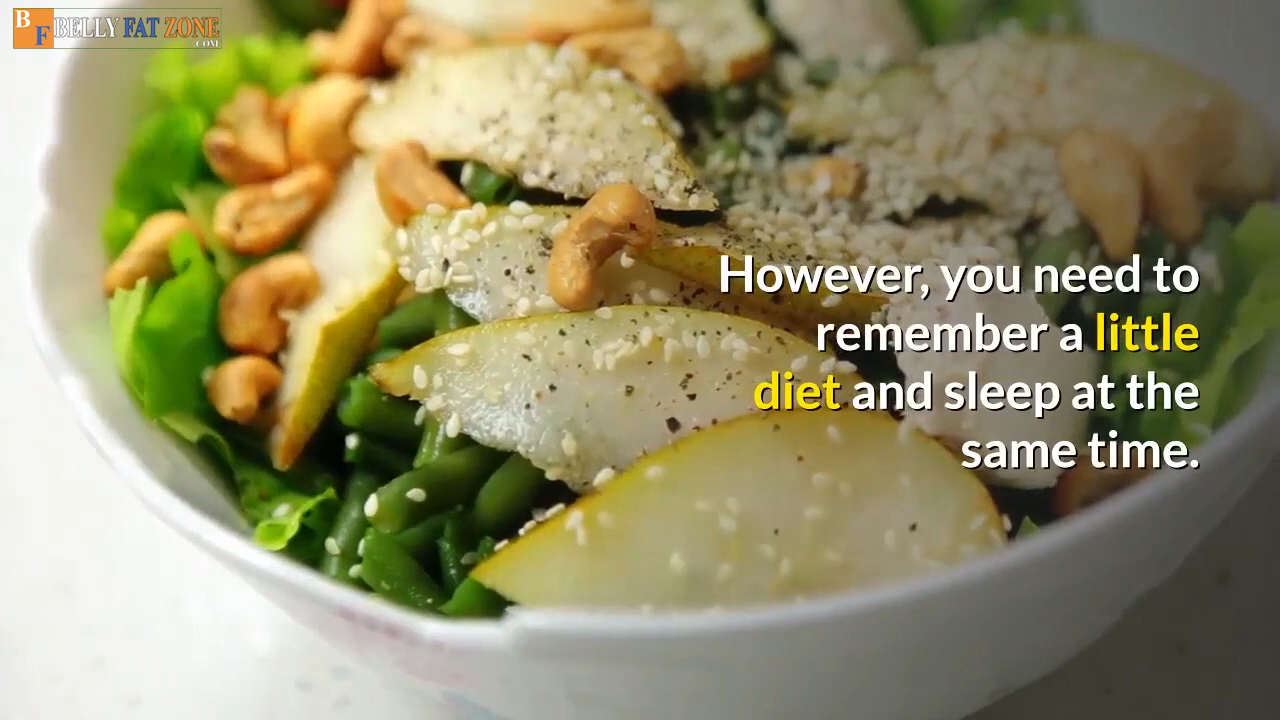 B
F
BELLY FAT ZONE
.COM
However, you need to
remember a little
diet and sleep at the
same time.